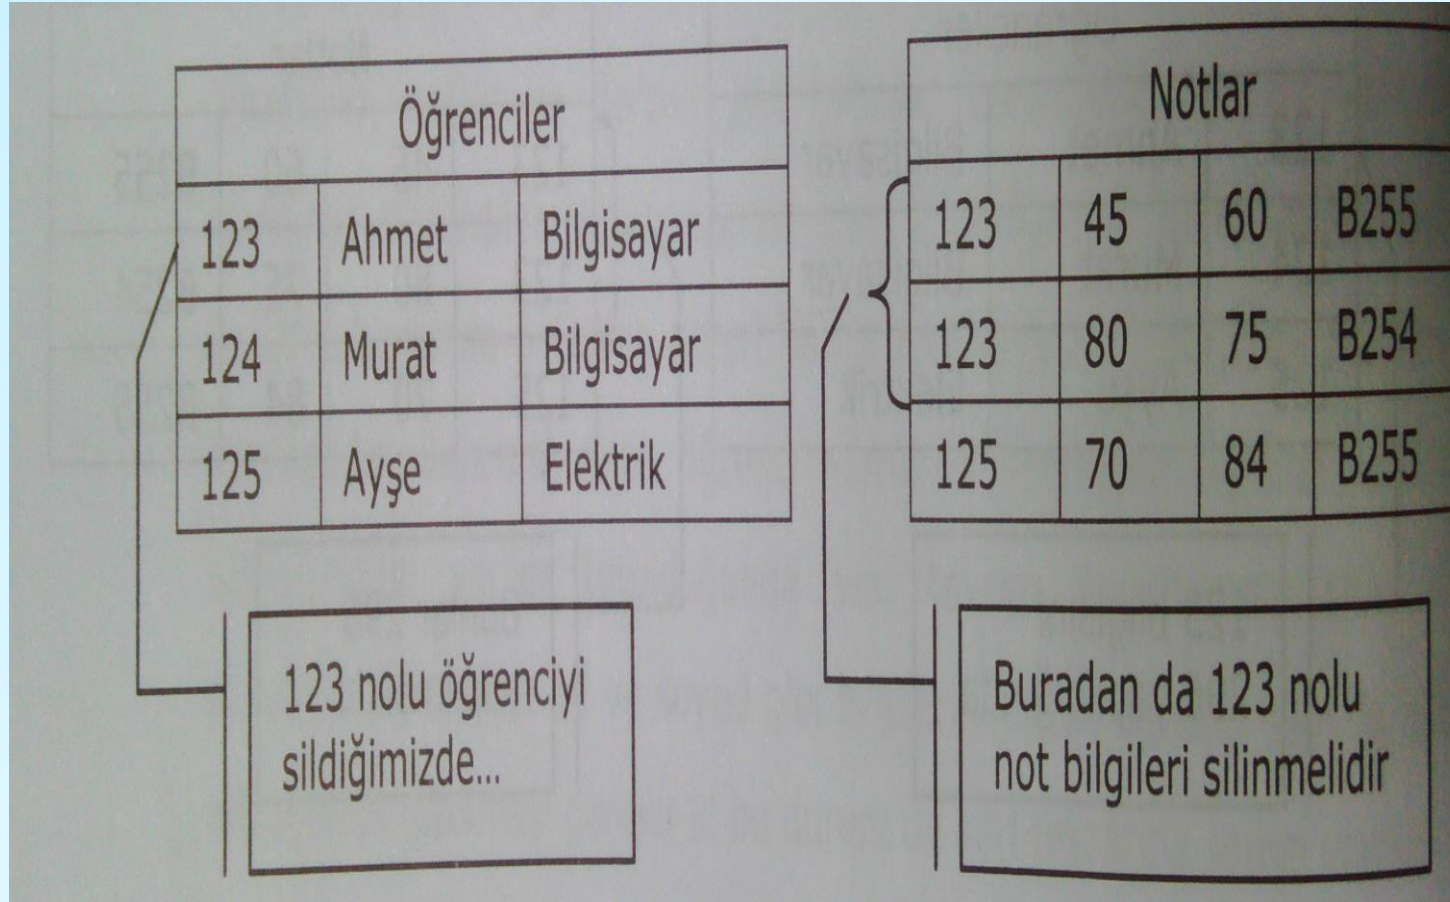 Öğrenciler
123 Ahmet Bilgisayar
124 Murat Bilgisayar
125 Ayşe Elektrik
Notlar
123 45 60 B255
123 80 75 B254
125 70 84 B255
123 nolu öğrenciyi
sildiğimizde...
Buradan da 123 nolu
not bilgileri silinmelidir